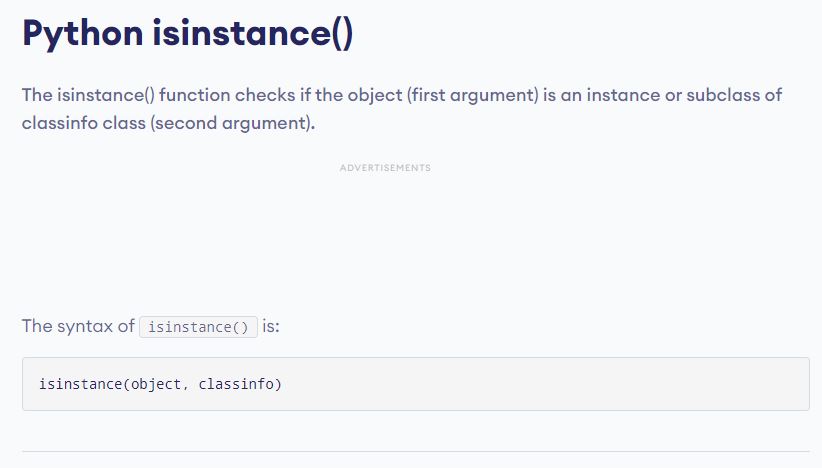 Python isinstance()
The isinstance() function checks if the object (first argument) is an instance or subclass of
classinfo class (second argument).
ADVERTISEMENTS
The syntax of isinstance() is:
isinstance(object, classinfo)